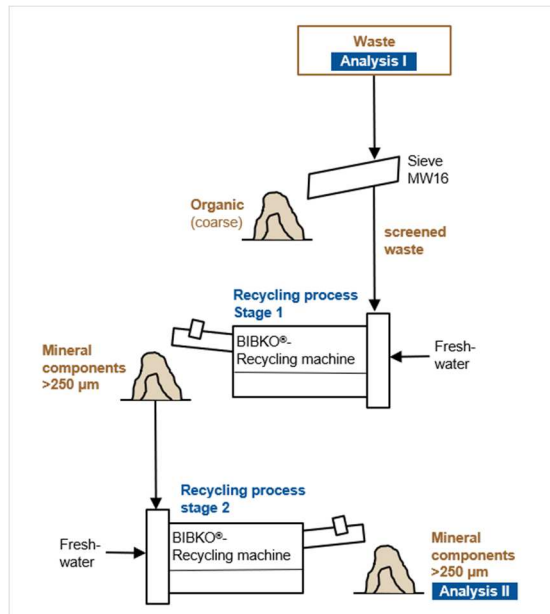 Waste
Analysis I
Sieve
MW16
Organic
(coarse)
screened
waste
Recycling process
Stage 1
BIBKO®-
Recycling machine
Fresh-
water
Mineral
components
>250 µm
Recycling process
stage 2
BIBKO®-
Recycling machine
Fresh-
water
Mineral
components
>250 µm
Analysis II